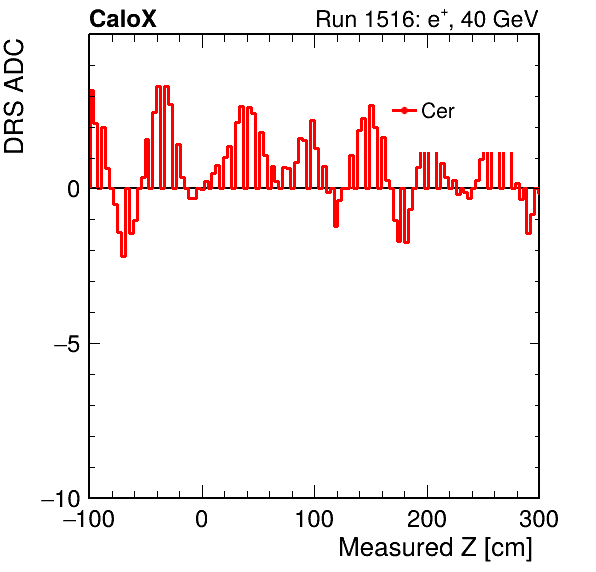 CaloX Run 1516: e⁺, 40 GeV
DRS ADC
Cer
0
−5
−10
−100 0 100 200 300
Measured Z [cm]